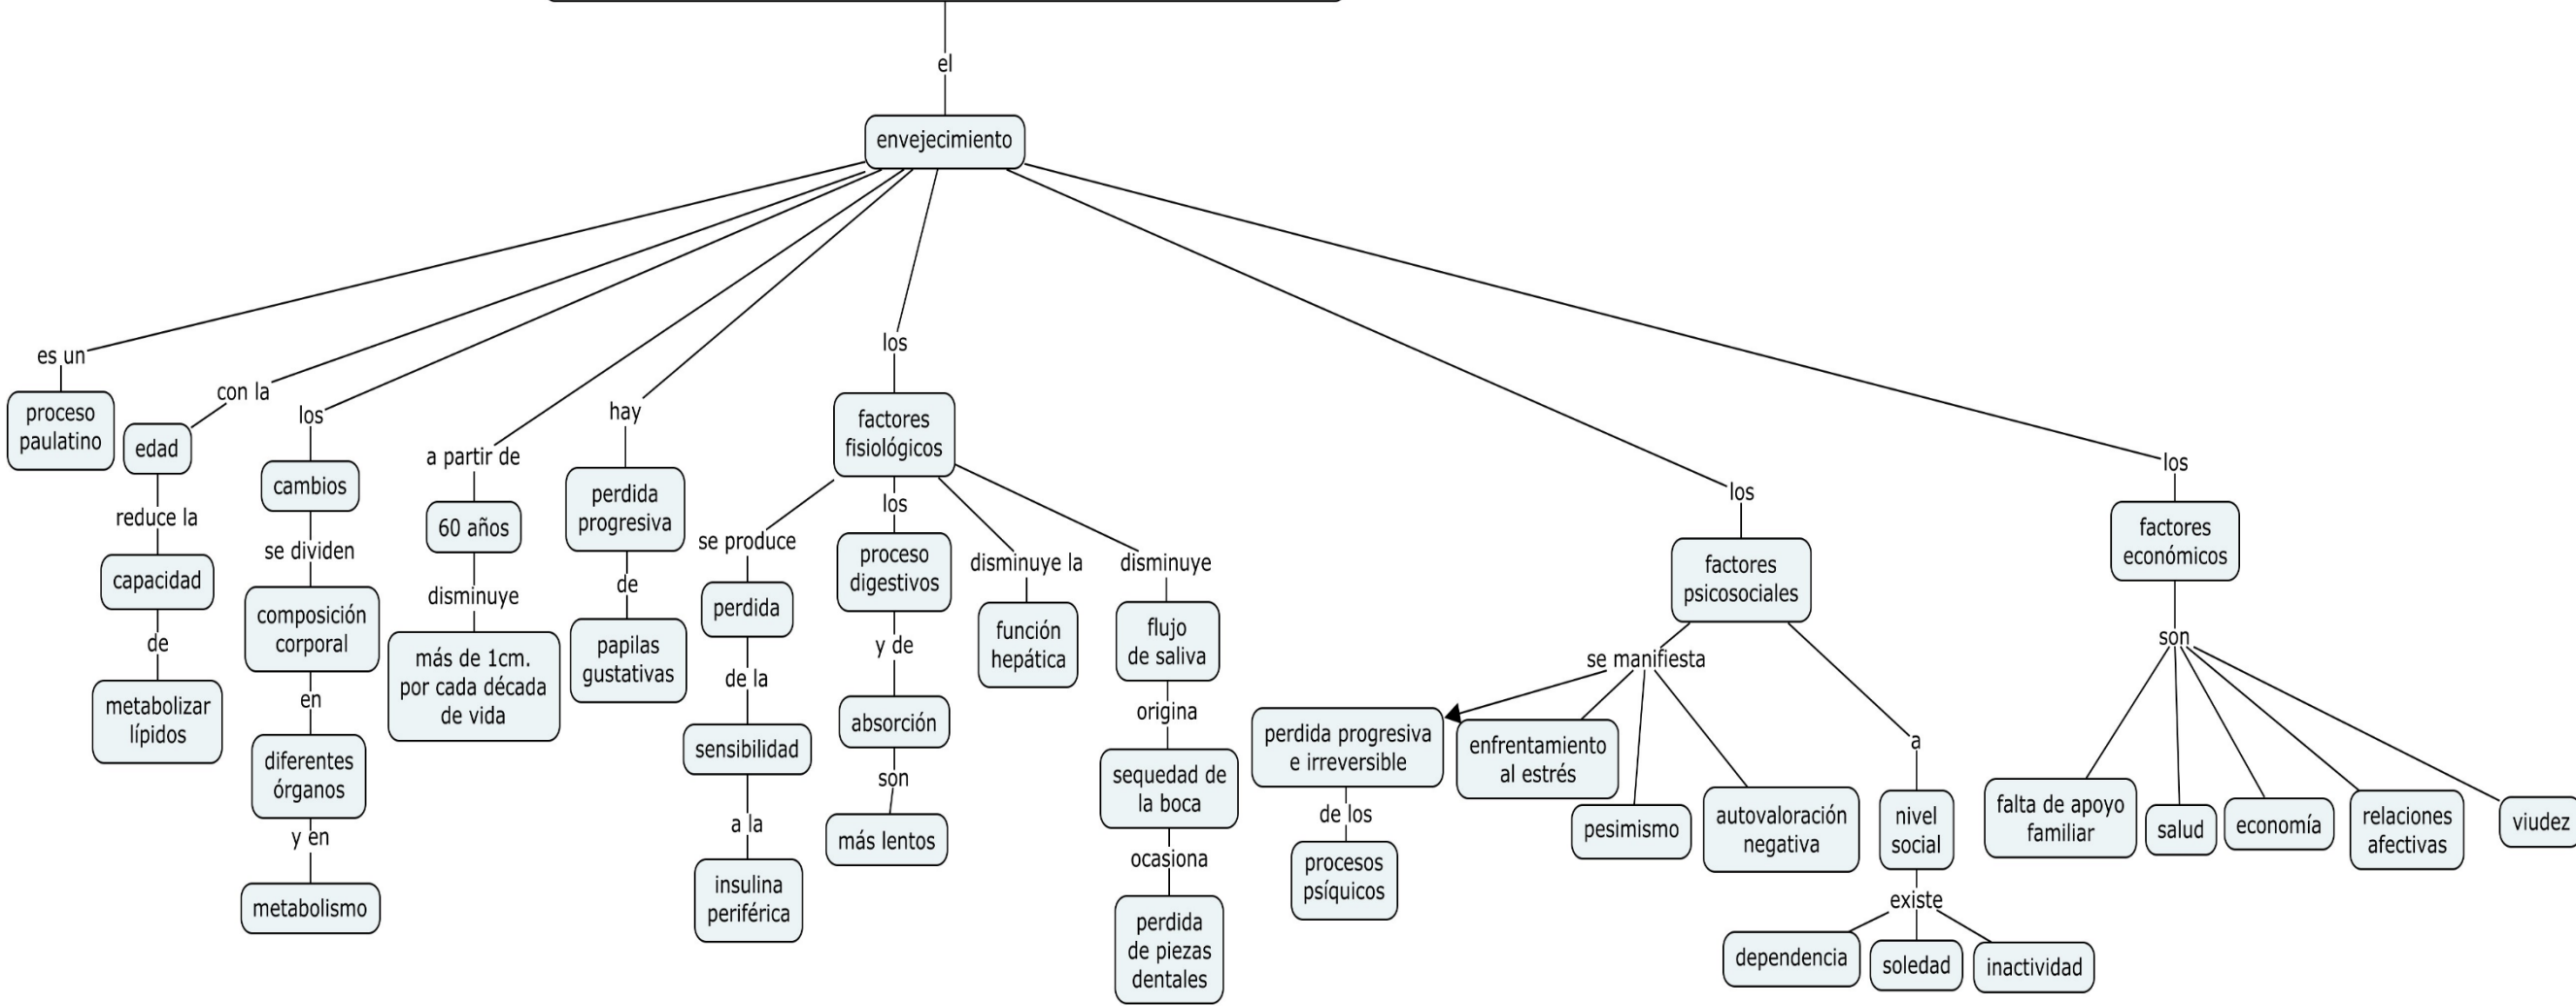 el
envejecimiento
es un
proceso
paulatino
con la
edad
reduce la
capacidad
de
metabolizar
lípidos
los
cambios
se dividen
composición
corporal
en
diferentes
órganos
y en
metabolismo
a partir de
60 años
disminuye
más de 1cm.
por cada década
de vida
hay
perdida
progresiva
de
papilas
gustativas
los
factores
fisiológicos
se produce
perdida
de la
sensibilidad
a la
insulina
periférica
los
proceso
digestivos
y de
absorción
son
más lentos
disminuye la
función
hepática
disminuye
flujo
de saliva
origina
sequedad de
la boca
ocasiona
perdida
de piezas
dentales
los
factores
psicosociales
se manifiesta
perdida progresiva
e irreversible
de los
procesos
psíquicos
enfrentamiento
al estrés
pesimismo
autovaloración
negativa
a
nivel
social
existe
dependencia
soledad
inactividad
los
factores
económicos
son
falta de apoyo
familiar
salud
economía
relaciones
afectivas
viudez